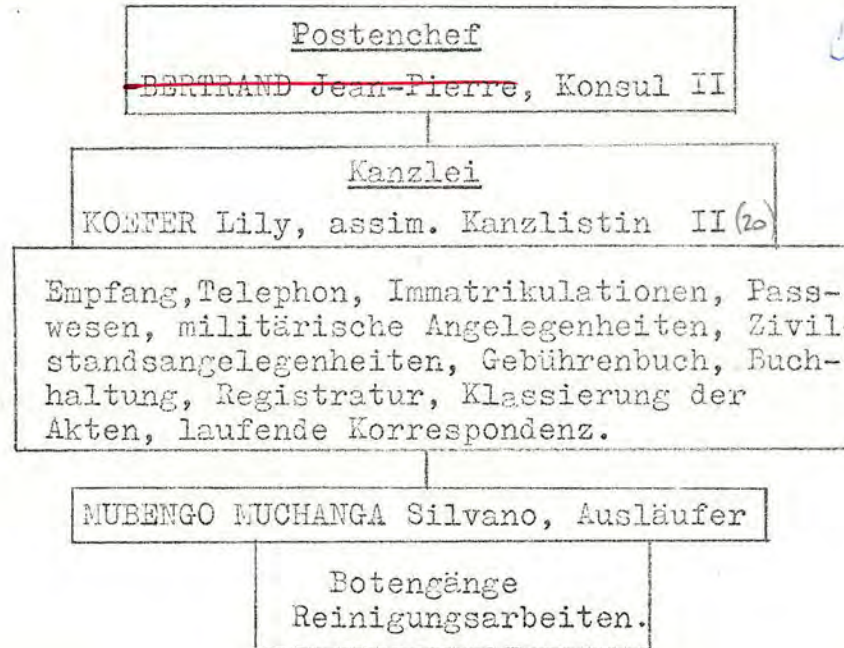 Postenchef
BERTRAND Jean-Pierre, Konsul II
Kanzlei
KOEFER Lily, assim. Kanzlistin II (20)
Empfang, Telephon, Immatrikulationen, Pass-
wesen, militärische Angelegenheiten, Zivil-
standsangelegenheiten, Gebührenbuch, Buch-
haltung, Registratur, Klassierung der
Akten, laufende Korrespondenz.
MUBENGO MUCHANGA Silvano, Ausläufer
Botengänge
Reinigungsarbeiten.